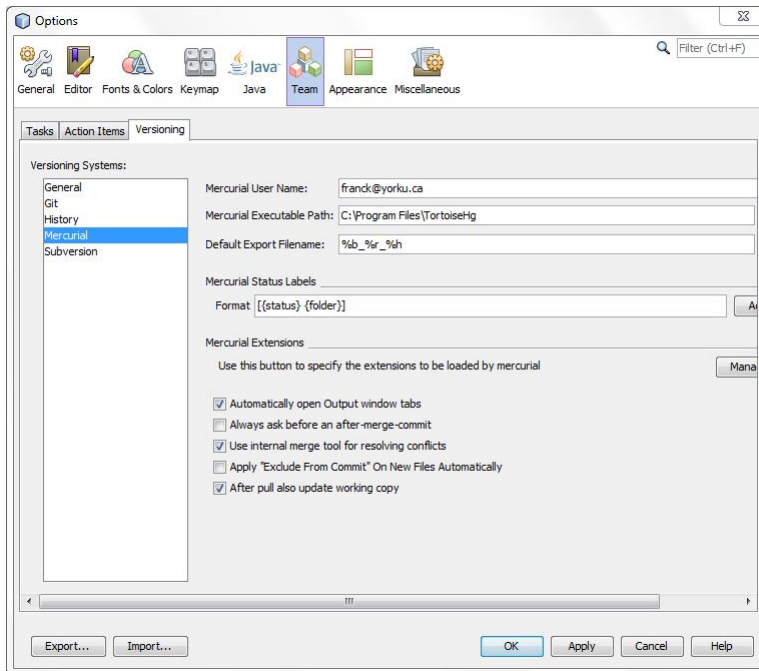 Options
Filter (Ctrl+F)
General Editor Fonts & Colors Keymap Java Team Appearance Miscellaneous
Tasks Action Items Versioning
Versioning Systems:
General
Git
History
Mercurial
Subversion
Mercurial User Name: franck@yorku.ca
Mercurial Executable Path: C:\Program Files\TortoiseHg
Default Export Filename: %b_%r_%h
Mercurial Status Labels
Format [{status} {folder}]
Mercurial Extensions
Use this button to specify the extensions to be loaded by mercurial
Mana
Automatically open Output window tabs
Always ask before an after-merge-commit
Use internal merge tool for resolving conflicts
Apply "Exclude From Commit" On New Files Automatically
After pull also update working copy
Export... Import... OK Apply Cancel Help